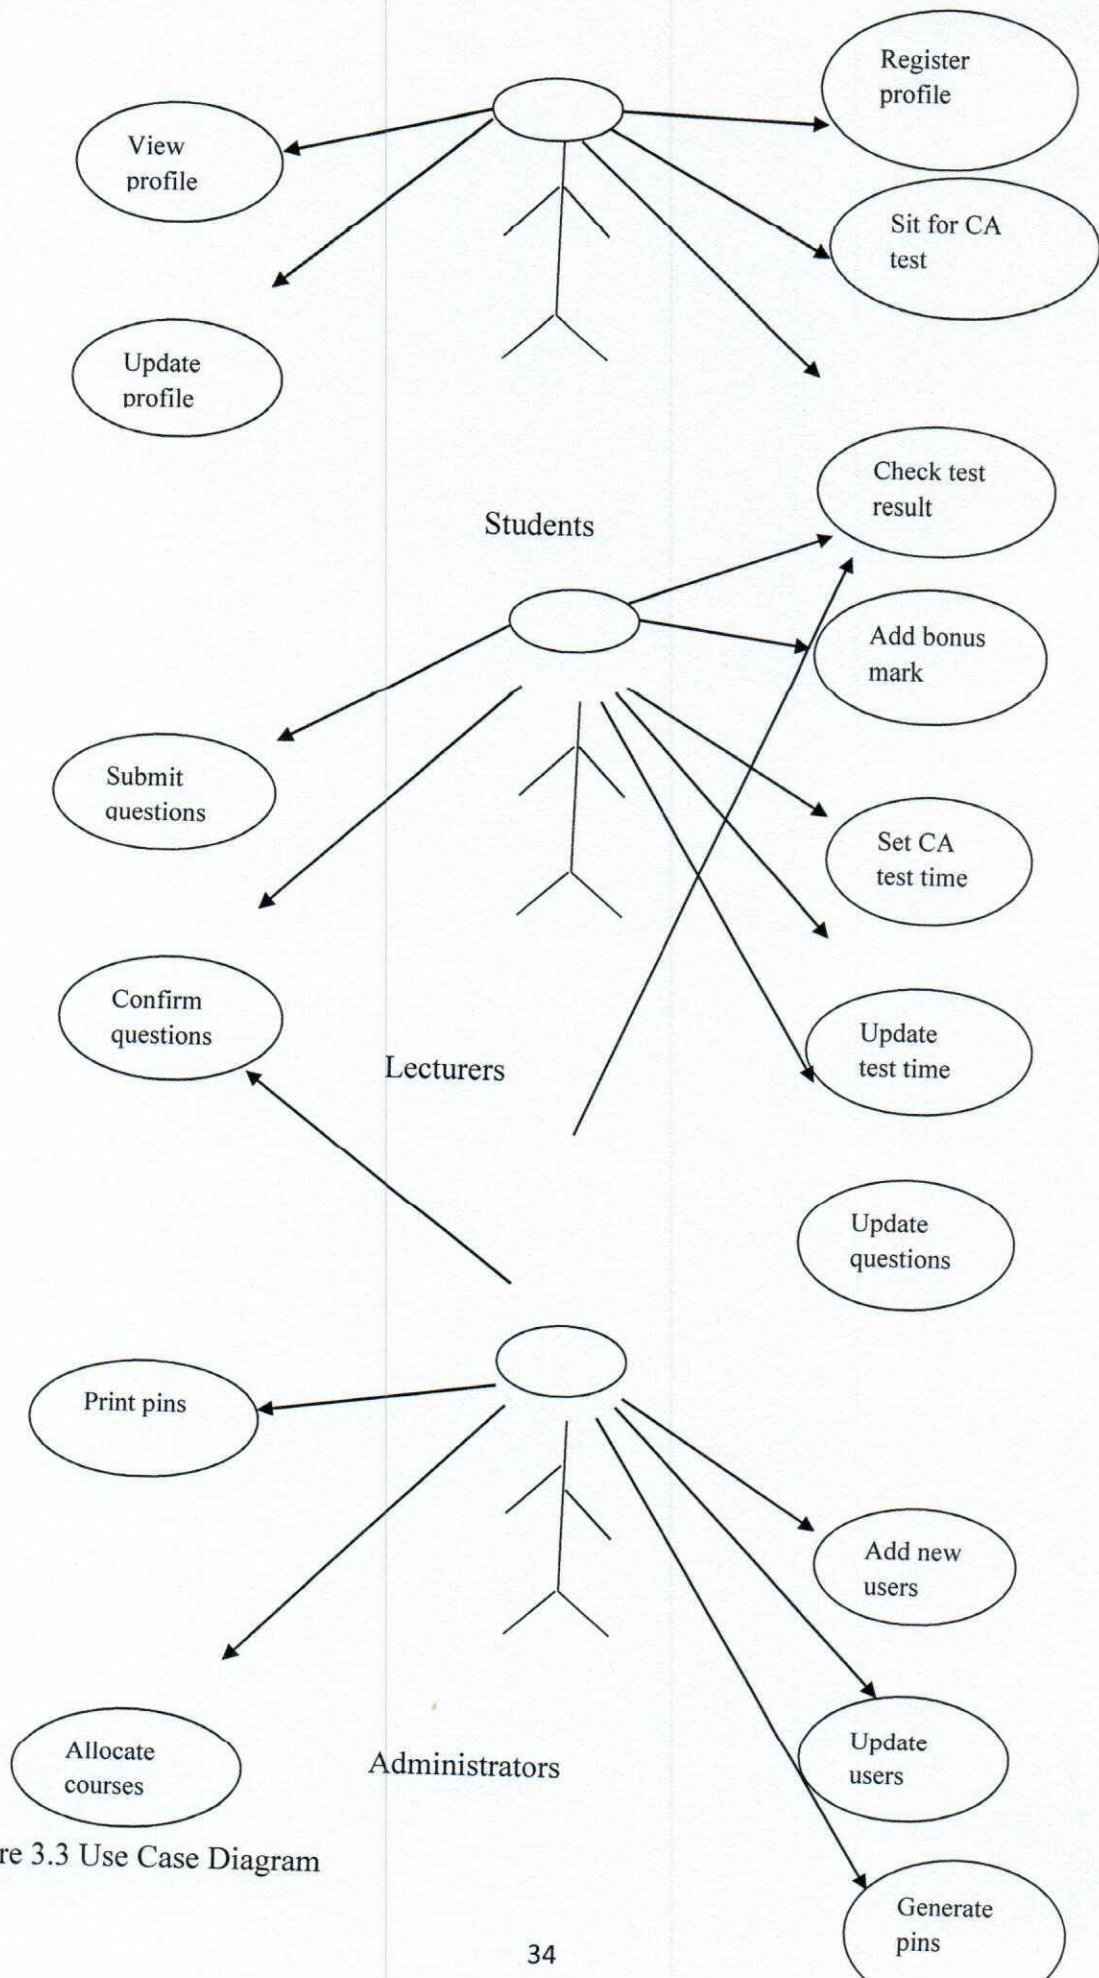 Register
profile
View
profile
Sit for CA
test
Update
profile
Check test
result
Students
Add bonus
mark
Submit
questions
Set CA
test time
Confirm
questions
Lecturers
Update
test time
Update
questions
Print pins
Add new
users
Allocate
courses
Administrators
Update
users
re 3.3 Use Case Diagram
Generate
pins
34